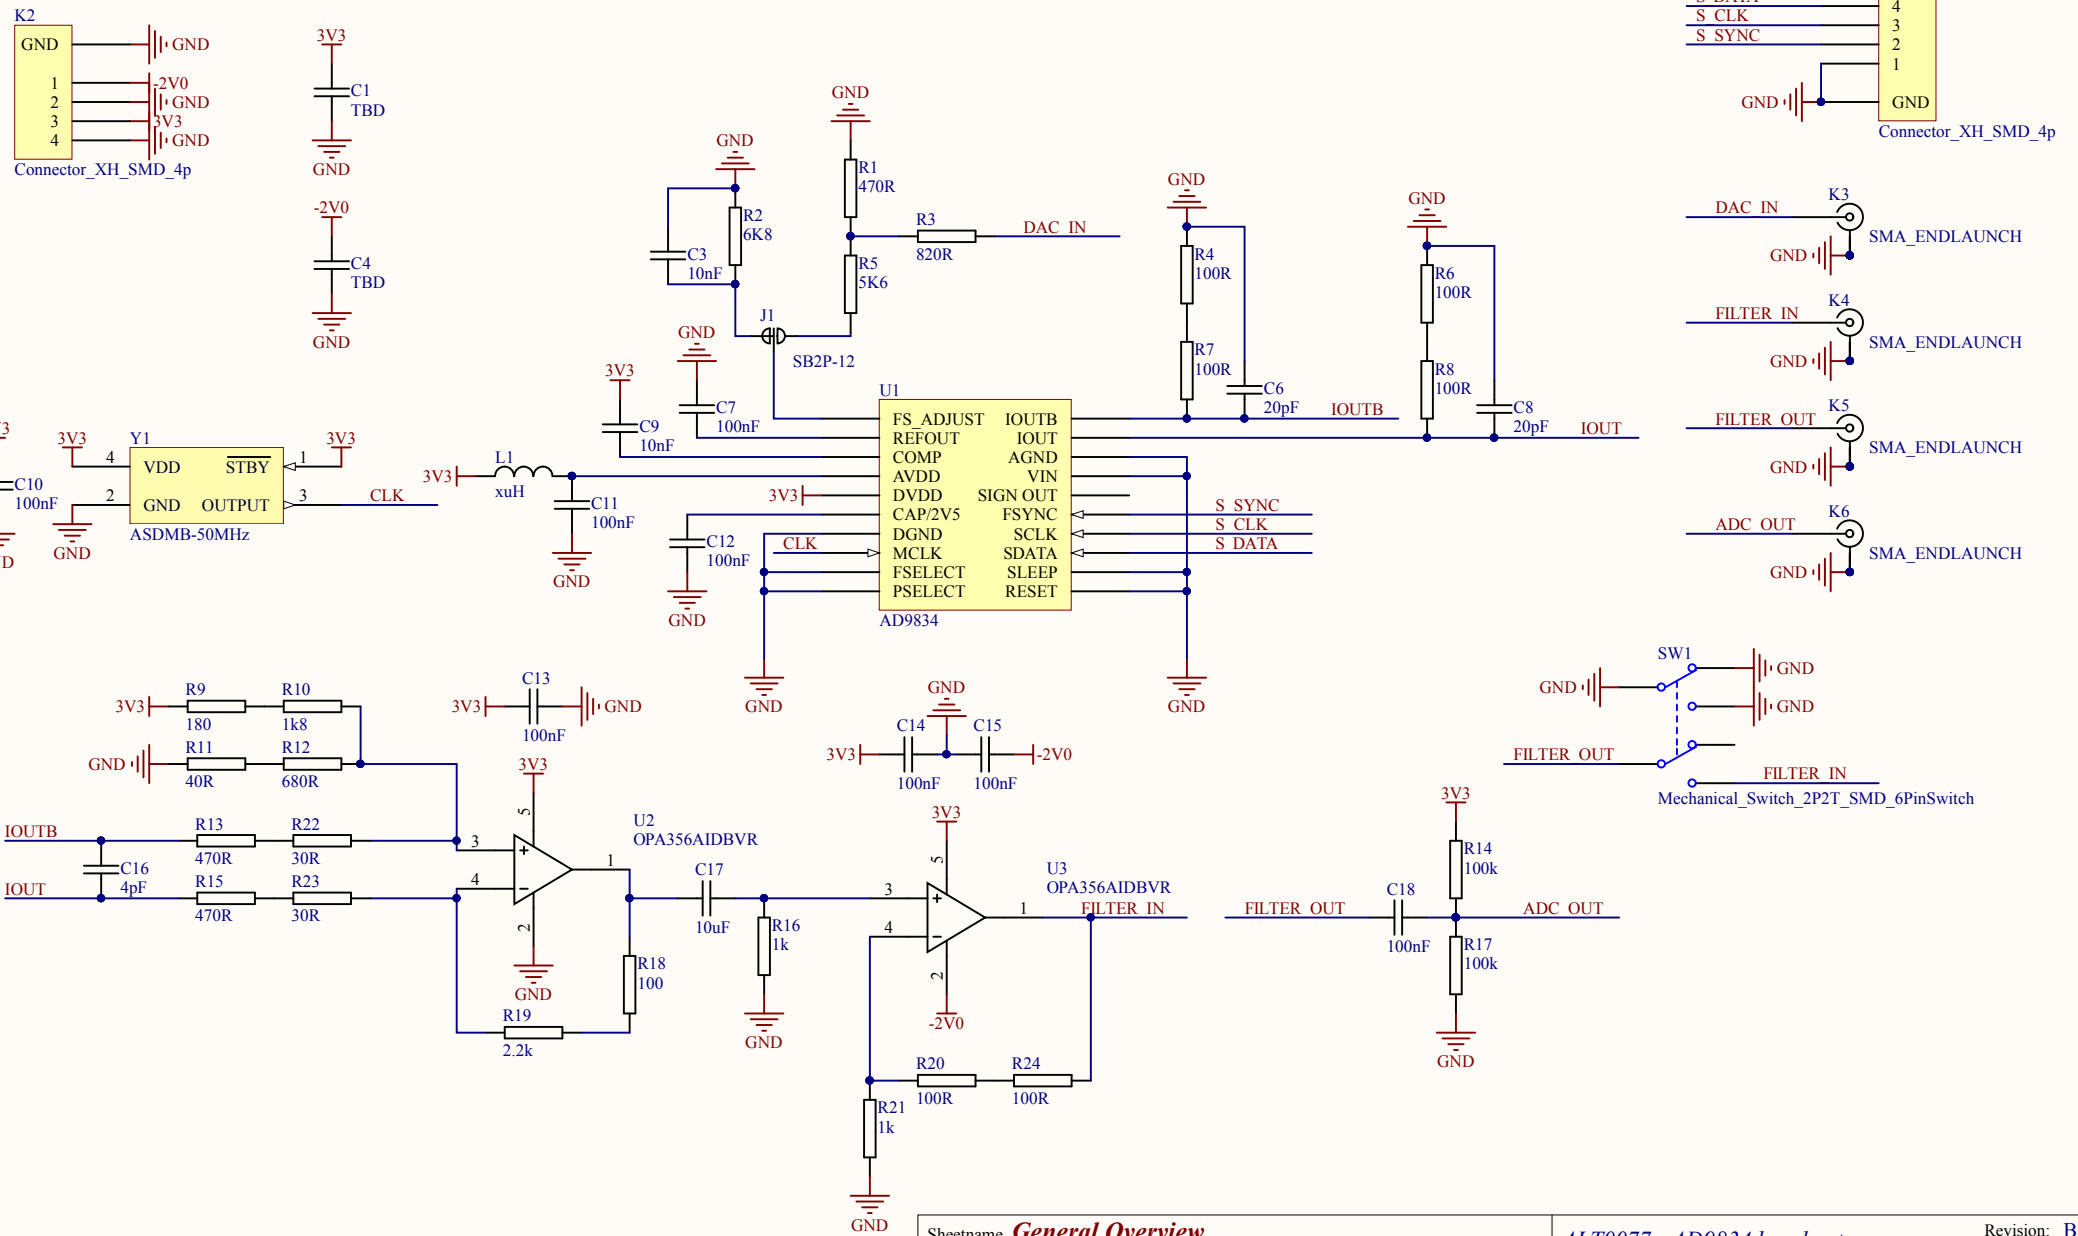 K2
GND
GND
1
-2V0
2
GND
3
3V3
4
GND
Connector_XH_SMD_4p
3V3
C1
TBD
GND
-2V0
C4
TBD
GND
S_CLK
S_SYNC
4
3
2
1
GND
GND
Connector_XH_SMD_4p
GND
R2
6K8
C3
10nF
GND
R1
470R
R3
820R
DAC_IN
R5
5K6
J1
SB2P-12
GND
R4
100R
R7
100R
C6
20pF
IOUTB
GND
R6
100R
R8
100R
C8
20pF
IOUT
K3
DAC_IN
SMA_ENDLAUNCH
GND
K4
FILTER_IN
SMA_ENDLAUNCH
GND
K5
FILTER_OUT
SMA_ENDLAUNCH
GND
K6
ADC_OUT
SMA_ENDLAUNCH
GND
C10
100nF
3V3
Y1
3V3
4
VDD
STBY
1
2
GND
OUTPUT
3
CLK
ASDMB-50MHz
GND
3V3
L1
xuH
C11
100nF
GND
3V3
C9
10nF
GND
C7
100nF
3V3
C12
100nF
GND
CLK
U1
FS_ADJUST
IOUTB
REFOUT
IOUT
COMP
AGND
AVDD
VIN
DVDD
SIGN OUT
CAP/2V5
FSYNC
DGND
SCLK
MCLK
SDATA
FSELECT
SLEEP
PSELECT
RESET
AD9834
S_SYNC
S_CLK
S_DATA
GND
GND
3V3
R9
180
R10
1k8
GND
R11
40R
R12
680R
3V3
C13
100nF
GND
GND
3V3
C14
100nF
C15
100nF
-2V0
SW1
GND
GND
GND
FILTER_OUT
FILTER_IN
Mechanical_Switch_2P2T_SMD_6PinSwitch
IOUTB
IOUT
C16
4pF
R13
470R
R22
30R
R15
470R
R23
30R
3V3
5
3
4
1
2
GND
U2
OPA356AIDBVR
R18
100
R19
2.2k
C17
10uF
R16
1k
GND
3V3
5
3
4
1
2
-2V0
U3
OPA356AIDBVR
FILTER_IN
R20
100R
R24
100R
R21
1k
GND
FILTER_OUT
C18
100nF
3V3
R14
100k
ADC_OUT
R17
100k
GND
General Overview
Revision: B